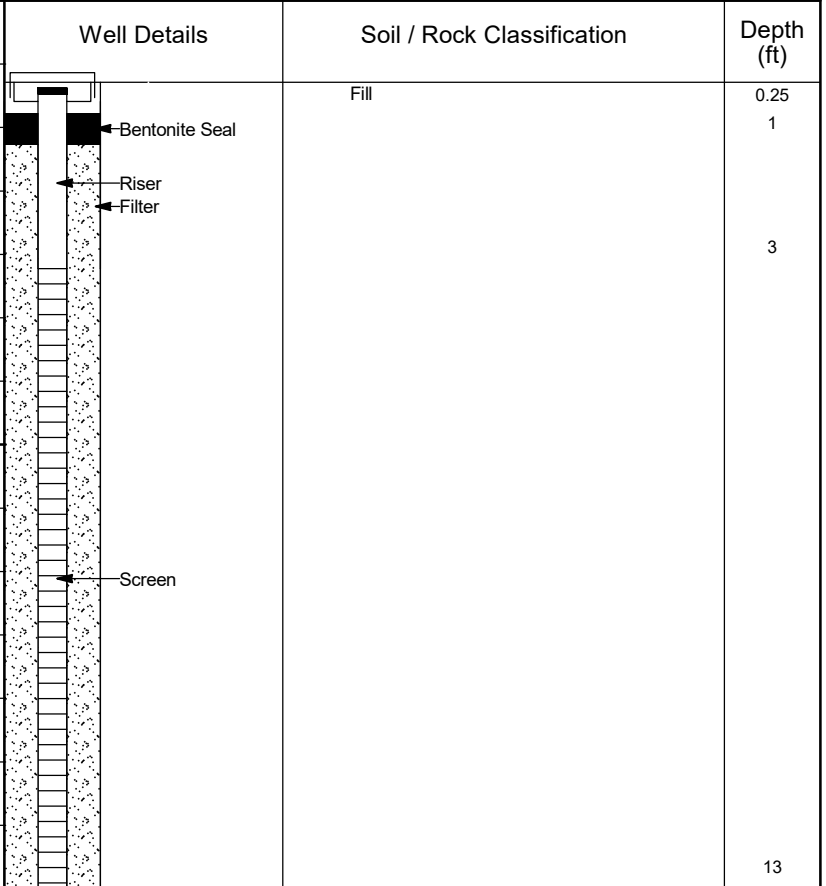 Well Details
Soil / Rock Classification
Depth
(ft)
Fill
0.25
Bentonite Seal
1
Riser
Filter
3
Screen
13